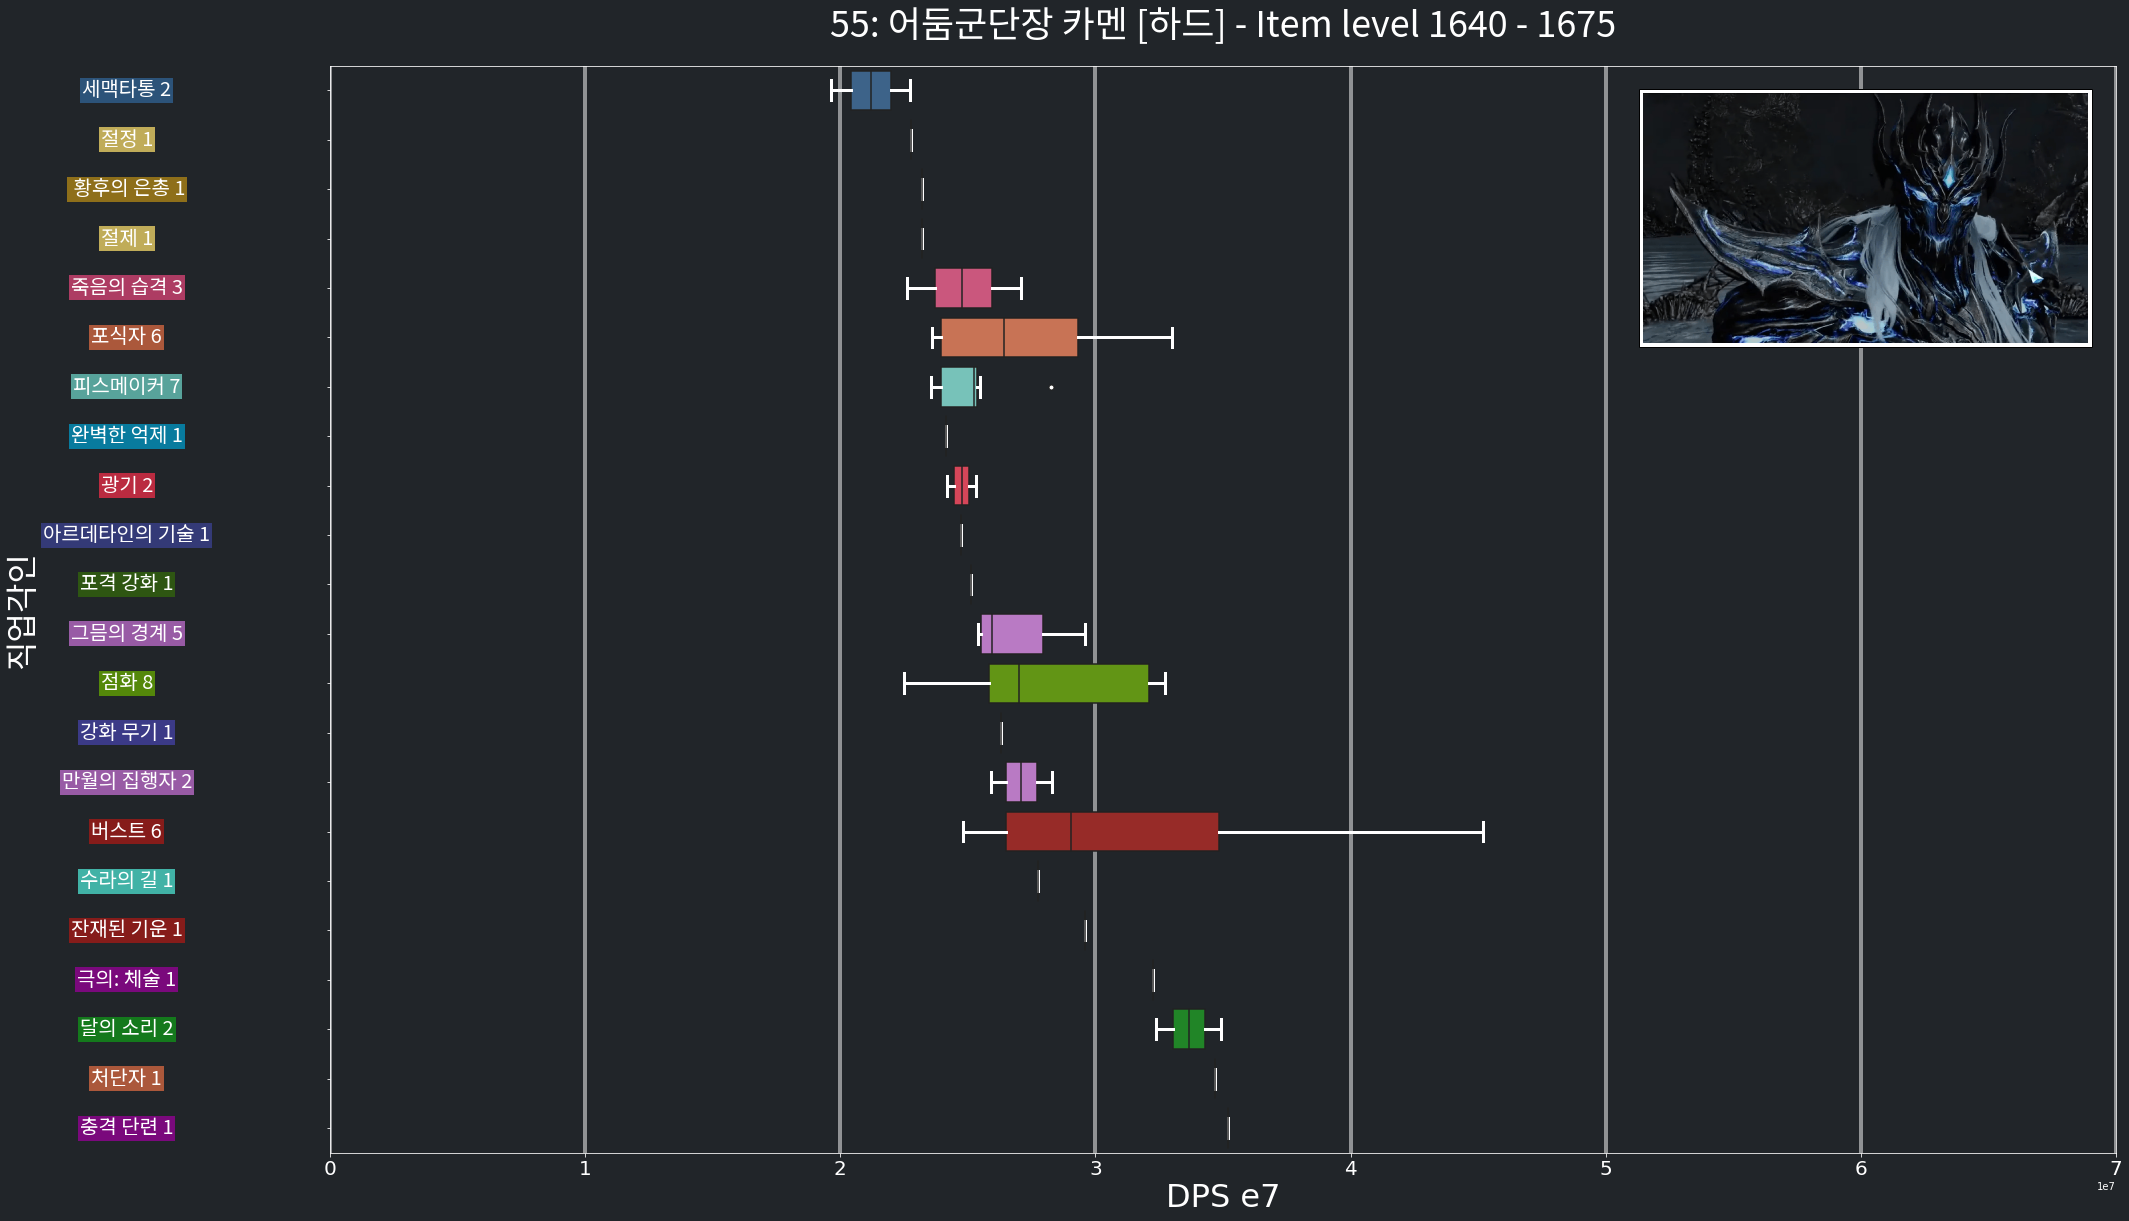 55: 어둠군단장 카멘 [하드] - Item level 1640 - 1675
세맥타통 2
절정 1
황후의 은총 1
절제 1
죽음의 습격 3
포식자 6
피스메이커 7
완벽한 억제 1
광기 2
아르데타인의 기술 1
포격 강화 1
그믐의 경계 5
점화 8
강화 무기 1
만월의 집행자 2
버스트 6
수라의 길 1
잔재된 기운 1
극의: 체술 1
달의 소리 2
처단자 1
충격 단련 1
직업각인
0 1 2 3 4 5 6 7
1e7
DPS e7